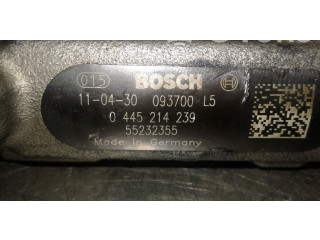 015 BOSCH
11-04-30 093700 L5
0 445 214 239
55232355
Made in Germany